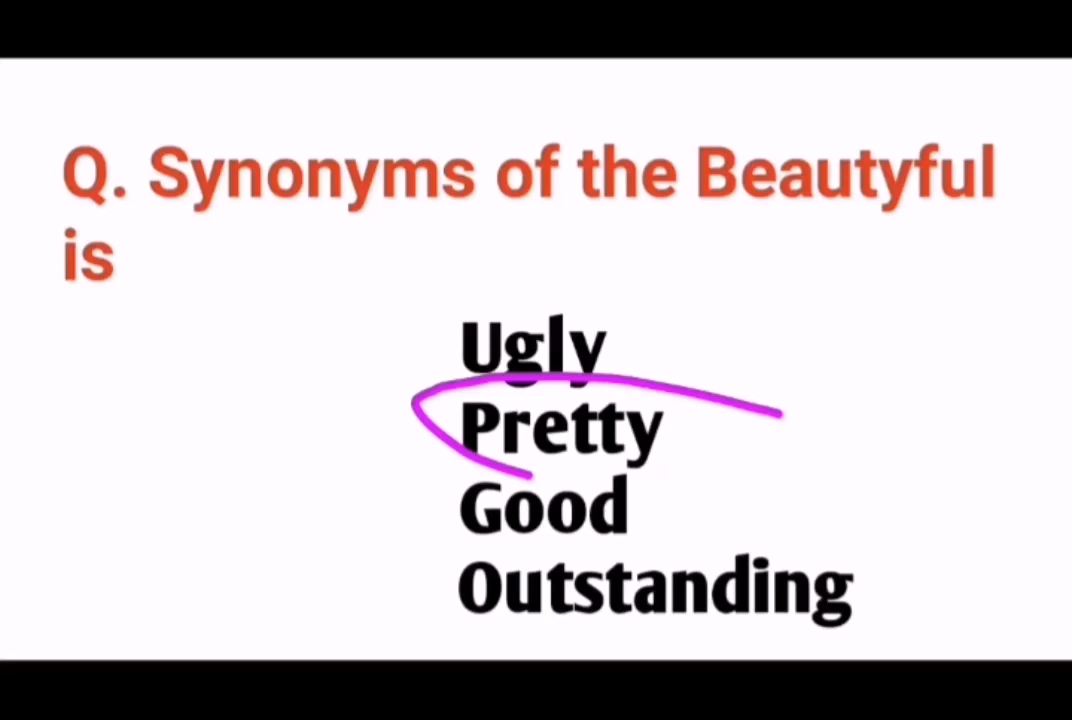 Q. Synonyms of the Beautyful
is
Ugly
Pretty
Good
Outstanding